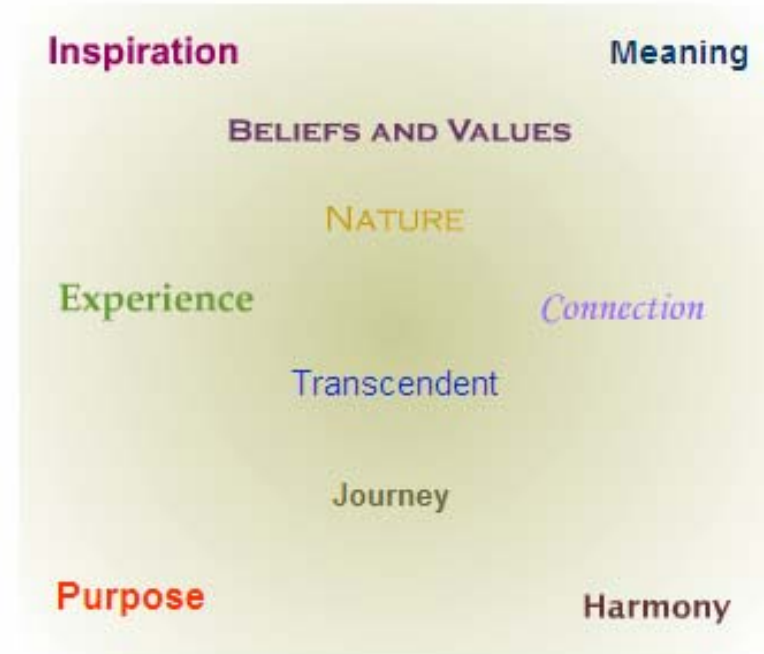 Inspiration
Meaning
BELIEFS AND VALUES
NATURE
Experience
Connection
Transcendent
Journey
Purpose
Harmony